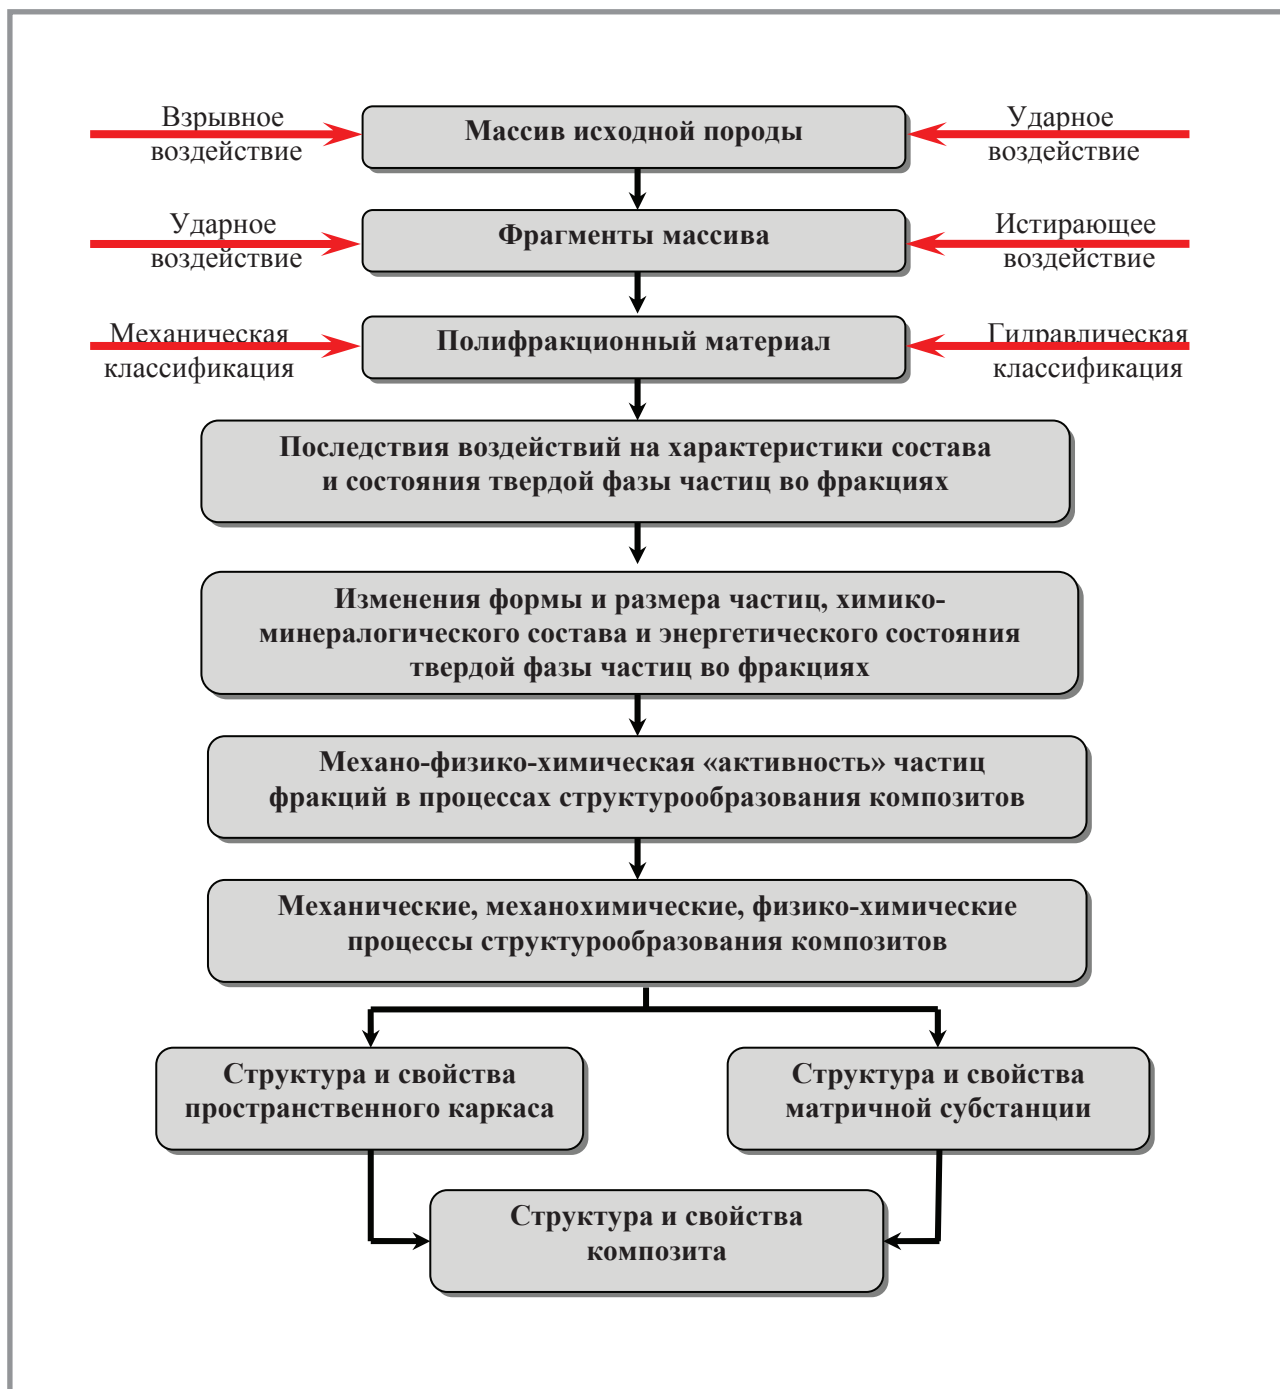 Взрывное
воздействие
Массив исходной породы
Ударное
воздействие
Ударное
воздействие
Фрагменты массива
Истирающее
воздействие
Механическая
классификация
Полифракционный материал
Гидравлическая
классификация
Последствия воздействий на характеристики состава
и состояния твердой фазы частиц во фракциях
Изменения формы и размера частиц, химико-
минералогического состава и энергетического состояния
твердой фазы частиц во фракциях
Механо-физико-химическая «активность» частиц
фракций в процессах структурообразования композитов
Механические, механохимические, физико-химические
процессы структурообразования композитов
Структура и свойства
пространственного каркаса
Структура и свойства
матричной субстанции
Структура и свойства
композита